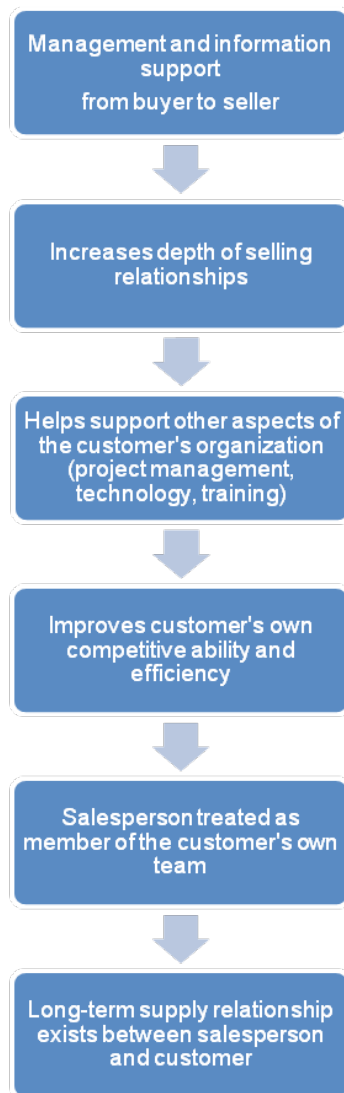 Management and information
support
from buyer to seller
Increases depth of selling
relationships
Helps support other aspects of
the customer's organization
(project management,
technology, training)
Improves customer's own
competitive ability and
efficiency
Salesperson treated as
member of the customer's own
team
Long-term supply relationship
exists between salesperson
and customer